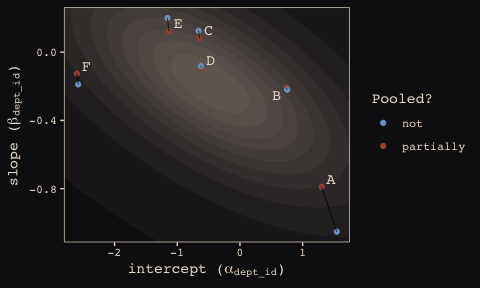 E
C
F
D
B
A
0.0
−0.4
−0.8
slope (βdept_id)
−2
−1
0
1
intercept (αdept_id)
Pooled?
not
partially